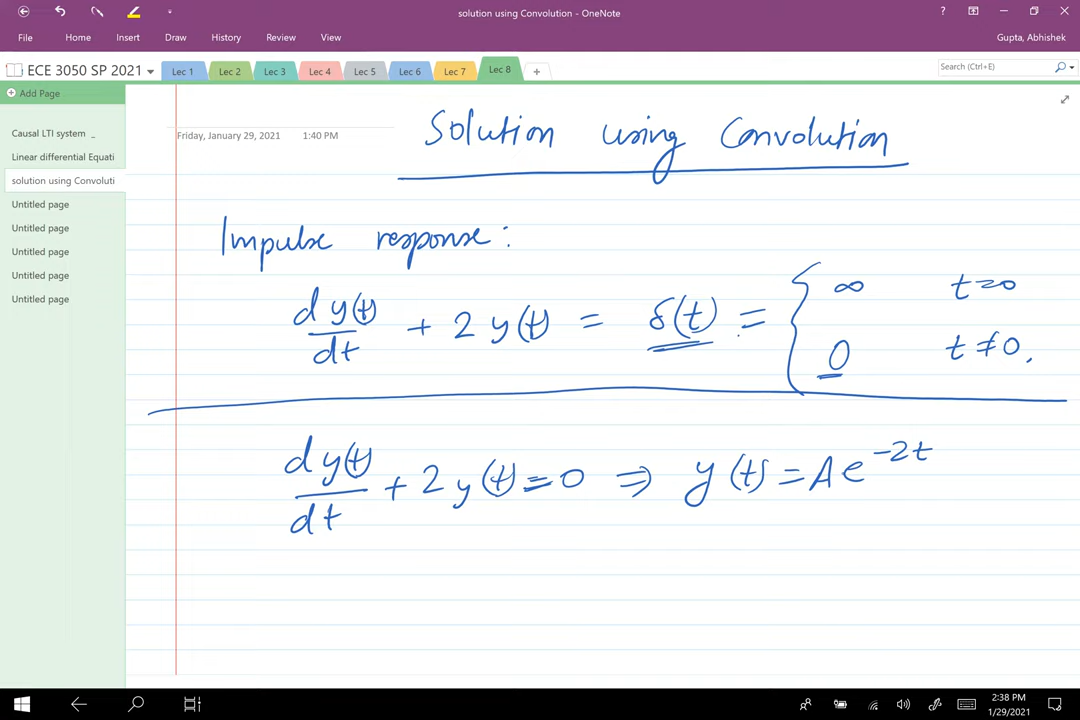 solution using Convolution - OneNote
?
Gupta, Abhishek
File Home Insert Draw History Review View
ECE 3050 SP 2021
Lec 1 Lec 2 Lec 3 Lec 4 Lec 5 Lec 6 Lec 7 Lec 8 +
Search (Ctrl+E)
Add Page
Causal LTI system _
Linear differential Equati
solution using Convoluti
Untitled page
Untitled page
Untitled page
Untitled page
Untitled page
Friday, January 29, 2021 1:40 PM
Solution using Convolution
Impulse response:
dy(t)/dt + 2 y(t) = δ(t) = { ∞ t=0
0 t≠0.
dy(t)/dt + 2 y(t) = 0 ⇒ y(t) = Ae^-2t
2:38 PM
1/29/2021